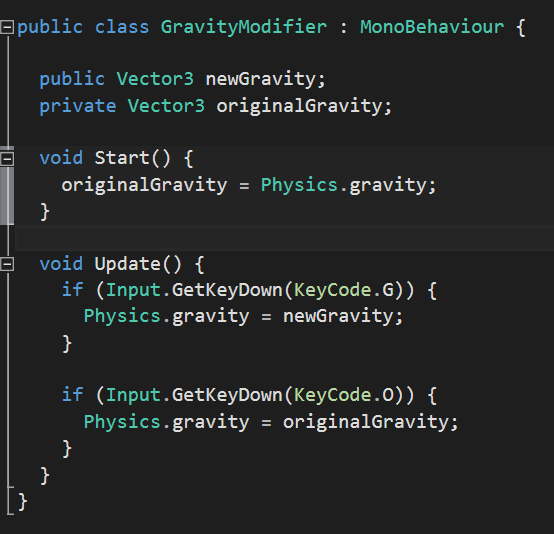 public class GravityModifier : MonoBehaviour {
public Vector3 newGravity;
private Vector3 originalGravity;
void Start() {
originalGravity = Physics.gravity;
}
void Update() {
if (Input.GetKeyDown(KeyCode.G)) {
Physics.gravity = newGravity;
}
if (Input.GetKeyDown(KeyCode.O)) {
Physics.gravity = originalGravity;
}
}
}